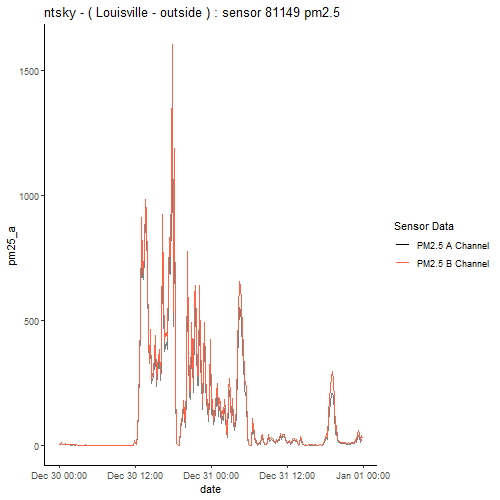 ntsky - ( Louisville - outside ) : sensor 81149 pm2.5
1500
1000
500
0
pm25_a
Dec 30 00:00 Dec 30 12:00 Dec 31 00:00 Dec 31 12:00 Jan 01 00:00
date
Sensor Data
PM2.5 A Channel
PM2.5 B Channel